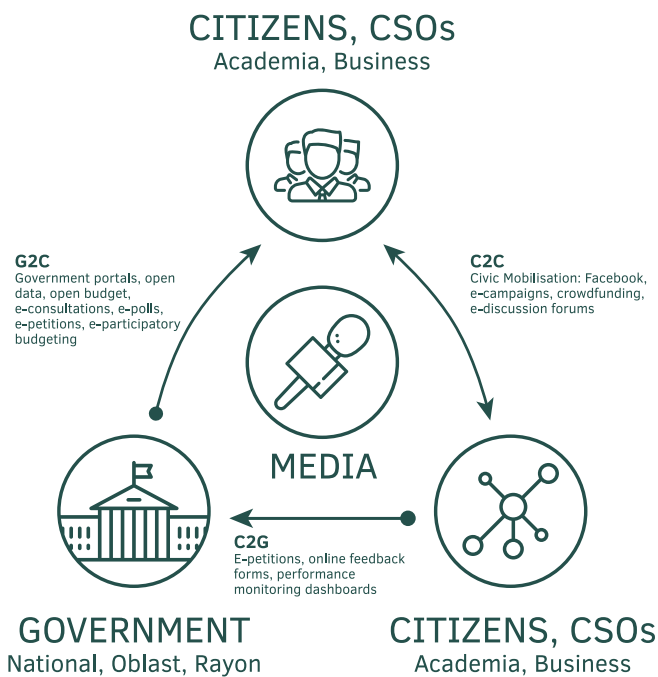 CITIZENS, CSOs
Academia, Business
G2C
Government portals, open
data, open budget,
e-consultations, e-polls,
e-petitions, e-participatory
budgeting
C2C
Civic Mobilisation: Facebook,
e-campaigns, crowdfunding,
e-discussion forums
MEDIA
C2G
E-petitions, online feedback
forms, performance
monitoring dashboards
GOVERNMENT
National, Oblast, Rayon
CITIZENS, CSOs
Academia, Business